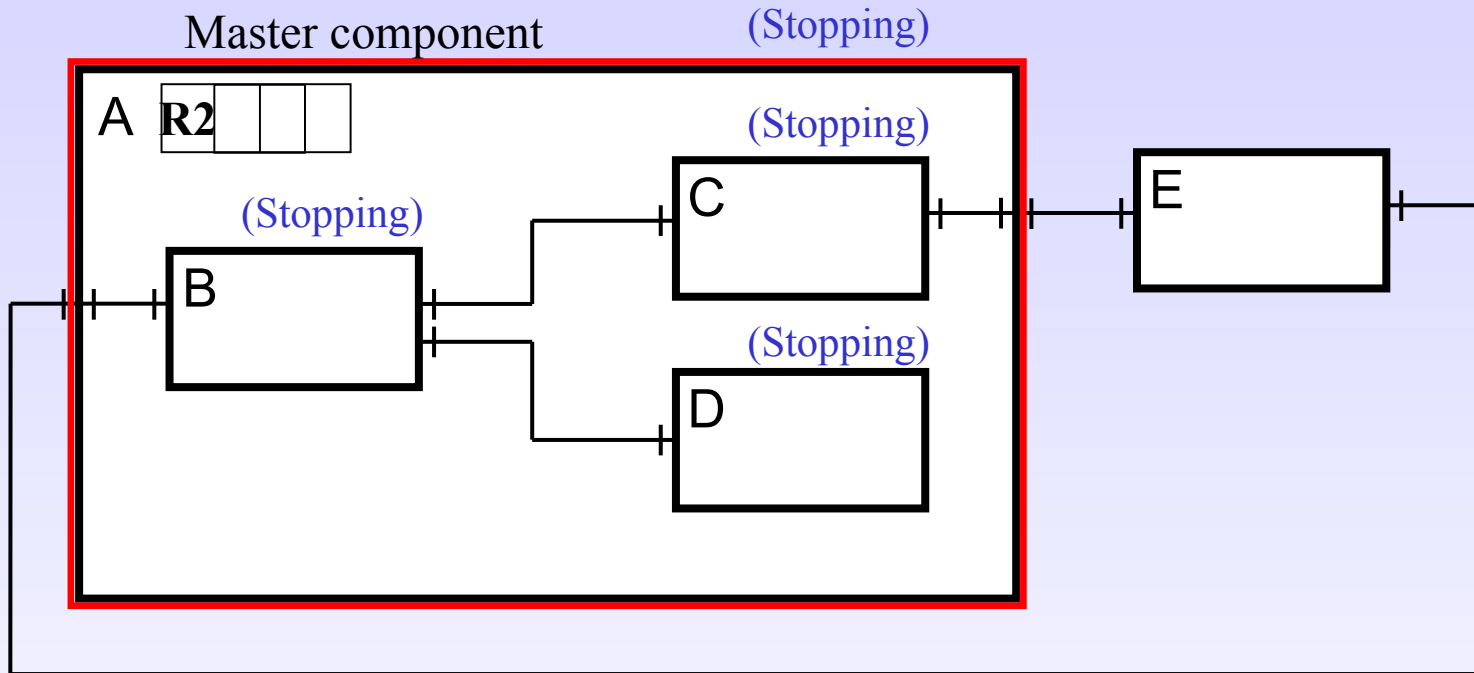 Master component
(Stopping)
A R2
(Stopping)
C
E
(Stopping)
B
(Stopping)
D